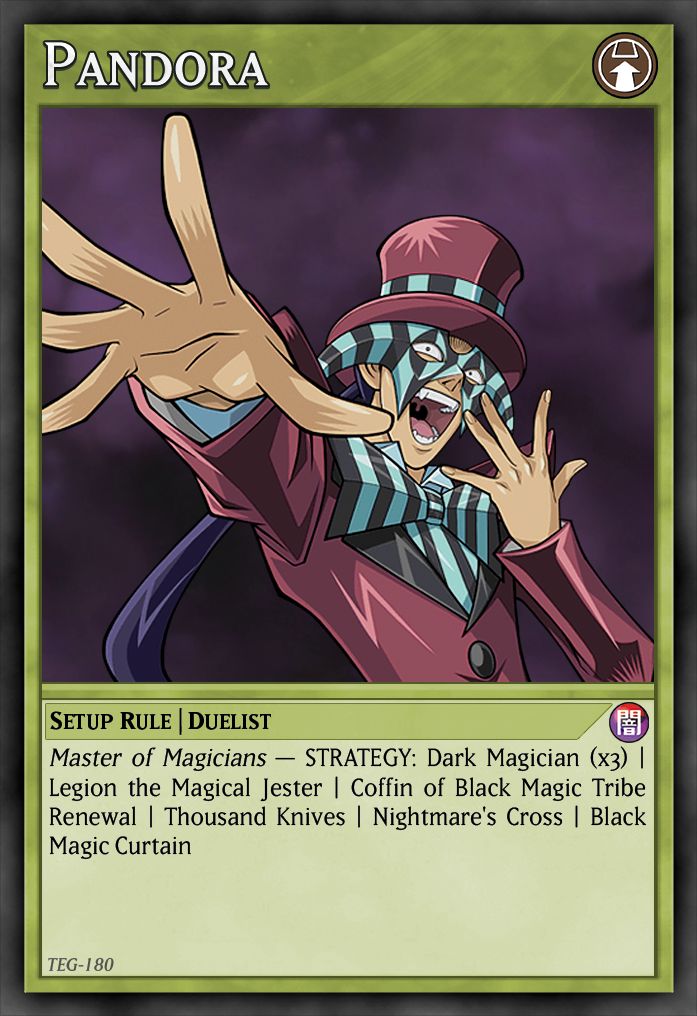 Pandora
Setup Rule | Duelist
闇
Master of Magicians — STRATEGY: Dark Magician (x3) |
Legion the Magical Jester | Coffin of Black Magic Tribe
Renewal | Thousand Knives | Nightmare's Cross | Black
Magic Curtain
TEG-180